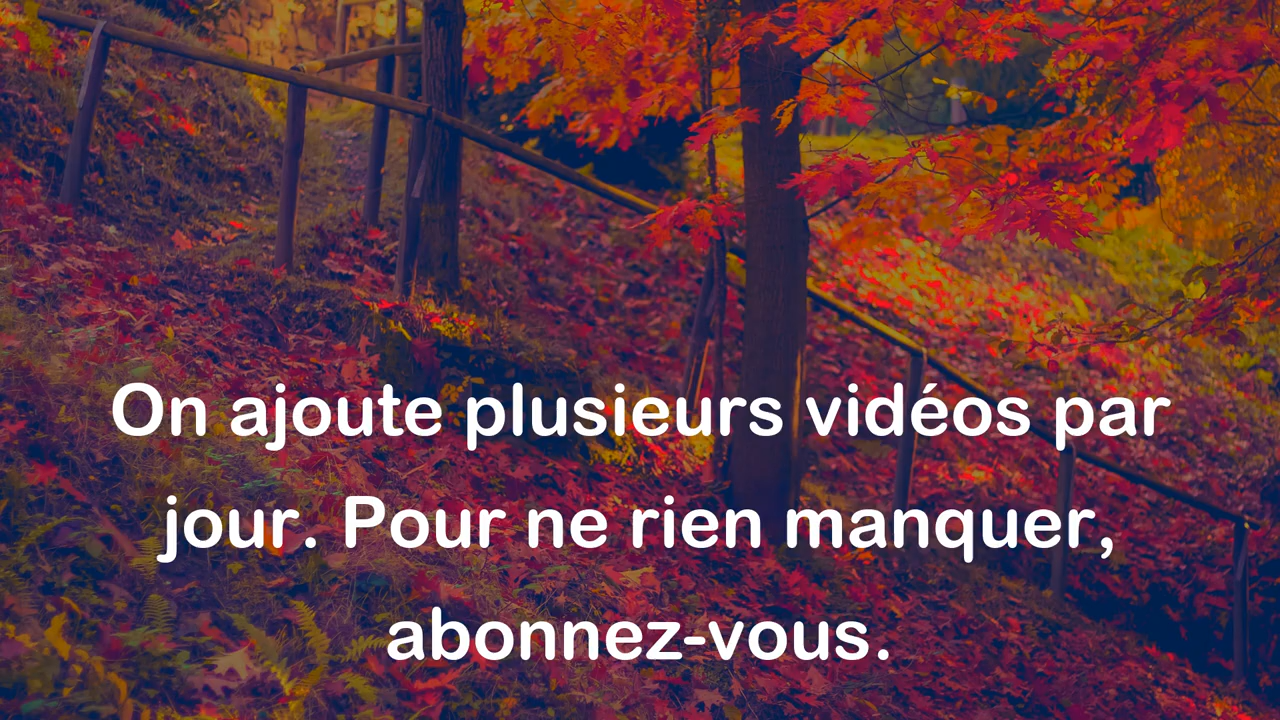 On ajoute plusieurs vidéos par
jour. Pour ne rien manquer,
abonnez-vous.